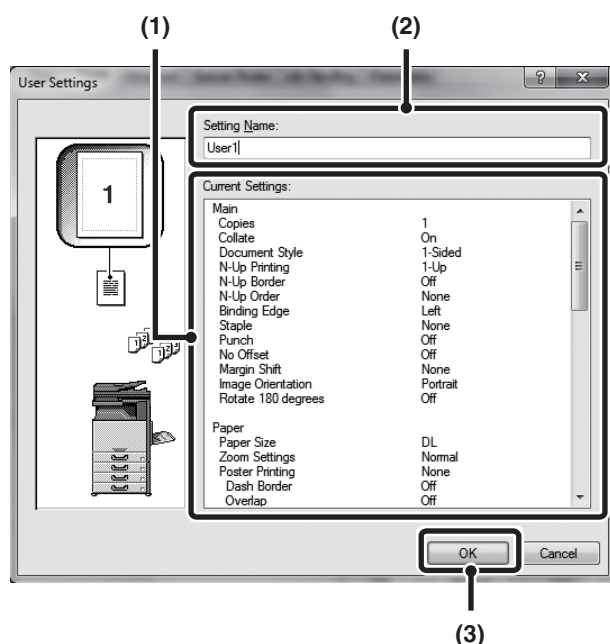 (1) (2)
User Settings
Setting Name:
User1
Current Settings:
Main
Copies 1
Collate On
Document Style 1-Sided
N-Up Printing 1-Up
N-Up Border Off
N-Up Order None
Binding Edge Left
Staple None
Punch Off
No Offset Off
Margin Shift None
Image Orientation Portrait
Rotate 180 degrees Off
Paper
Paper Size DL
Zoom Settings Normal
Poster Printing None
Dash Border Off
Overlap Off
1
1 2 3
OK Cancel
(3)